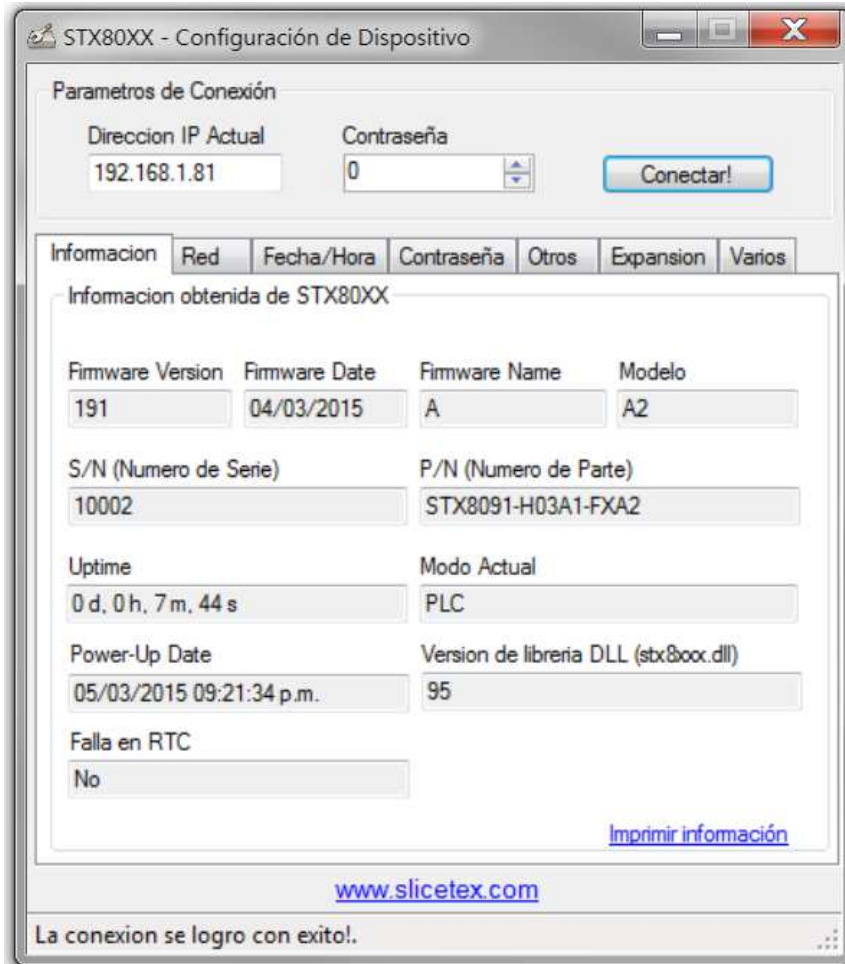 STX80XX - Configuración de Dispositivo
Parametros de Conexión
Direccion IP Actual Contraseña
192.168.1.81 0 Conectar!
Informacion Red Fecha/Hora Contraseña Otros Expansion Varios
Informacion obtenida de STX80XX
Firmware Version Firmware Date Firmware Name Modelo
191 04/03/2015 A A2
S/N (Numero de Serie) P/N (Numero de Parte)
10002 STX8091-H03A1-FXA2
Uptime Modo Actual
0 d, 0 h, 7 m, 44 s PLC
Power-Up Date Version de libreria DLL (stx8xxx.dll)
05/03/2015 09:21:34 p.m. 95
Falla en RTC
No
Imprimir información
www.slicetex.com
La conexion se logro con exito!.